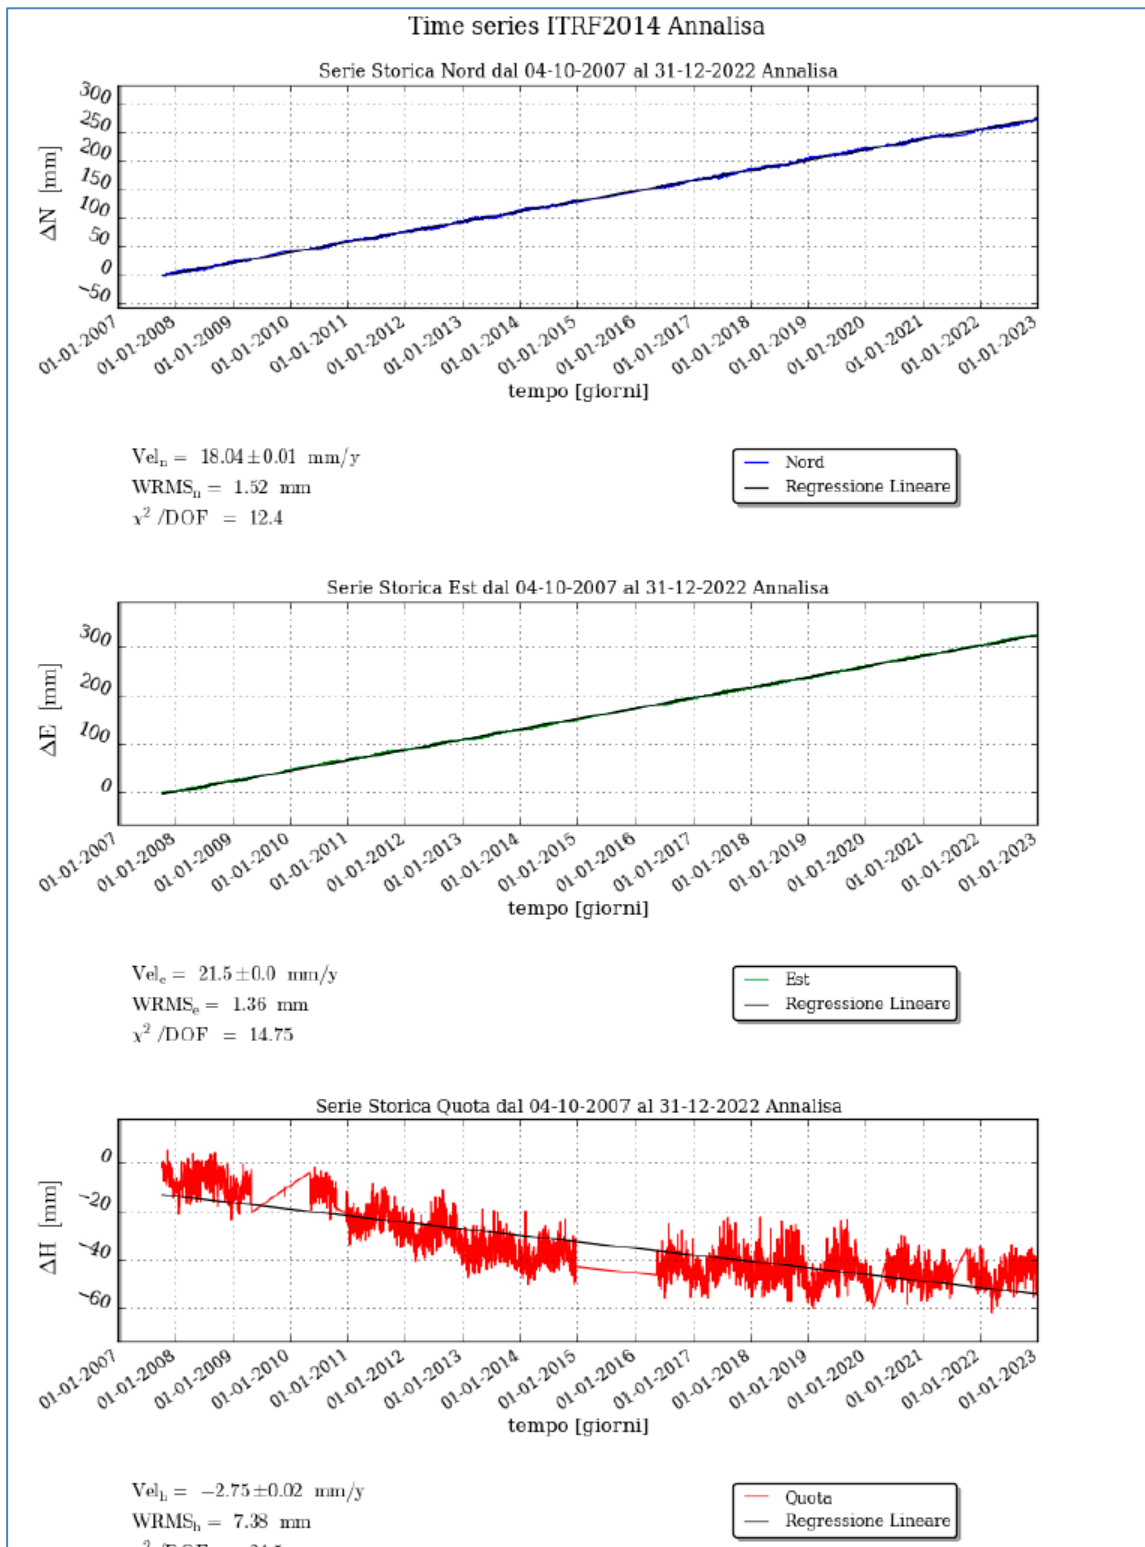 Time series ITRF2014 Annalisa
Serie Storica Nord dal 04-10-2007 al 31-12-2022 Annalisa
300
250
200
150
100
50
0
−50
ΔN [mm]
01-01-2007 01-01-2008 01-01-2009 01-01-2010 01-01-2011 01-01-2012 01-01-2013 01-01-2014 01-01-2015 01-01-2016 01-01-2017 01-01-2018 01-01-2019 01-01-2020 01-01-2021 01-01-2022 01-01-2023
tempo [giorni]
Velₙ = 18.04±0.01 mm/y
WRMSₙ = 1.52 mm
χ² /DOF = 12.4
Nord
Regressione Lineare
Serie Storica Est dal 04-10-2007 al 31-12-2022 Annalisa
300
200
100
0
ΔE [mm]
01-01-2007 01-01-2008 01-01-2009 01-01-2010 01-01-2011 01-01-2012 01-01-2013 01-01-2014 01-01-2015 01-01-2016 01-01-2017 01-01-2018 01-01-2019 01-01-2020 01-01-2021 01-01-2022 01-01-2023
tempo [giorni]
Velₑ = 21.5±0.0 mm/y
WRMSₑ = 1.36 mm
χ² /DOF = 14.75
Est
Regressione Lineare
Serie Storica Quota dal 04-10-2007 al 31-12-2022 Annalisa
0
−20
−40
−60
ΔH [mm]
01-01-2007 01-01-2008 01-01-2009 01-01-2010 01-01-2011 01-01-2012 01-01-2013 01-01-2014 01-01-2015 01-01-2016 01-01-2017 01-01-2018 01-01-2019 01-01-2020 01-01-2021 01-01-2022 01-01-2023
tempo [giorni]
Velₕ = −2.75±0.02 mm/y
WRMSₕ = 7.38 mm
Quota
Regressione Lineare